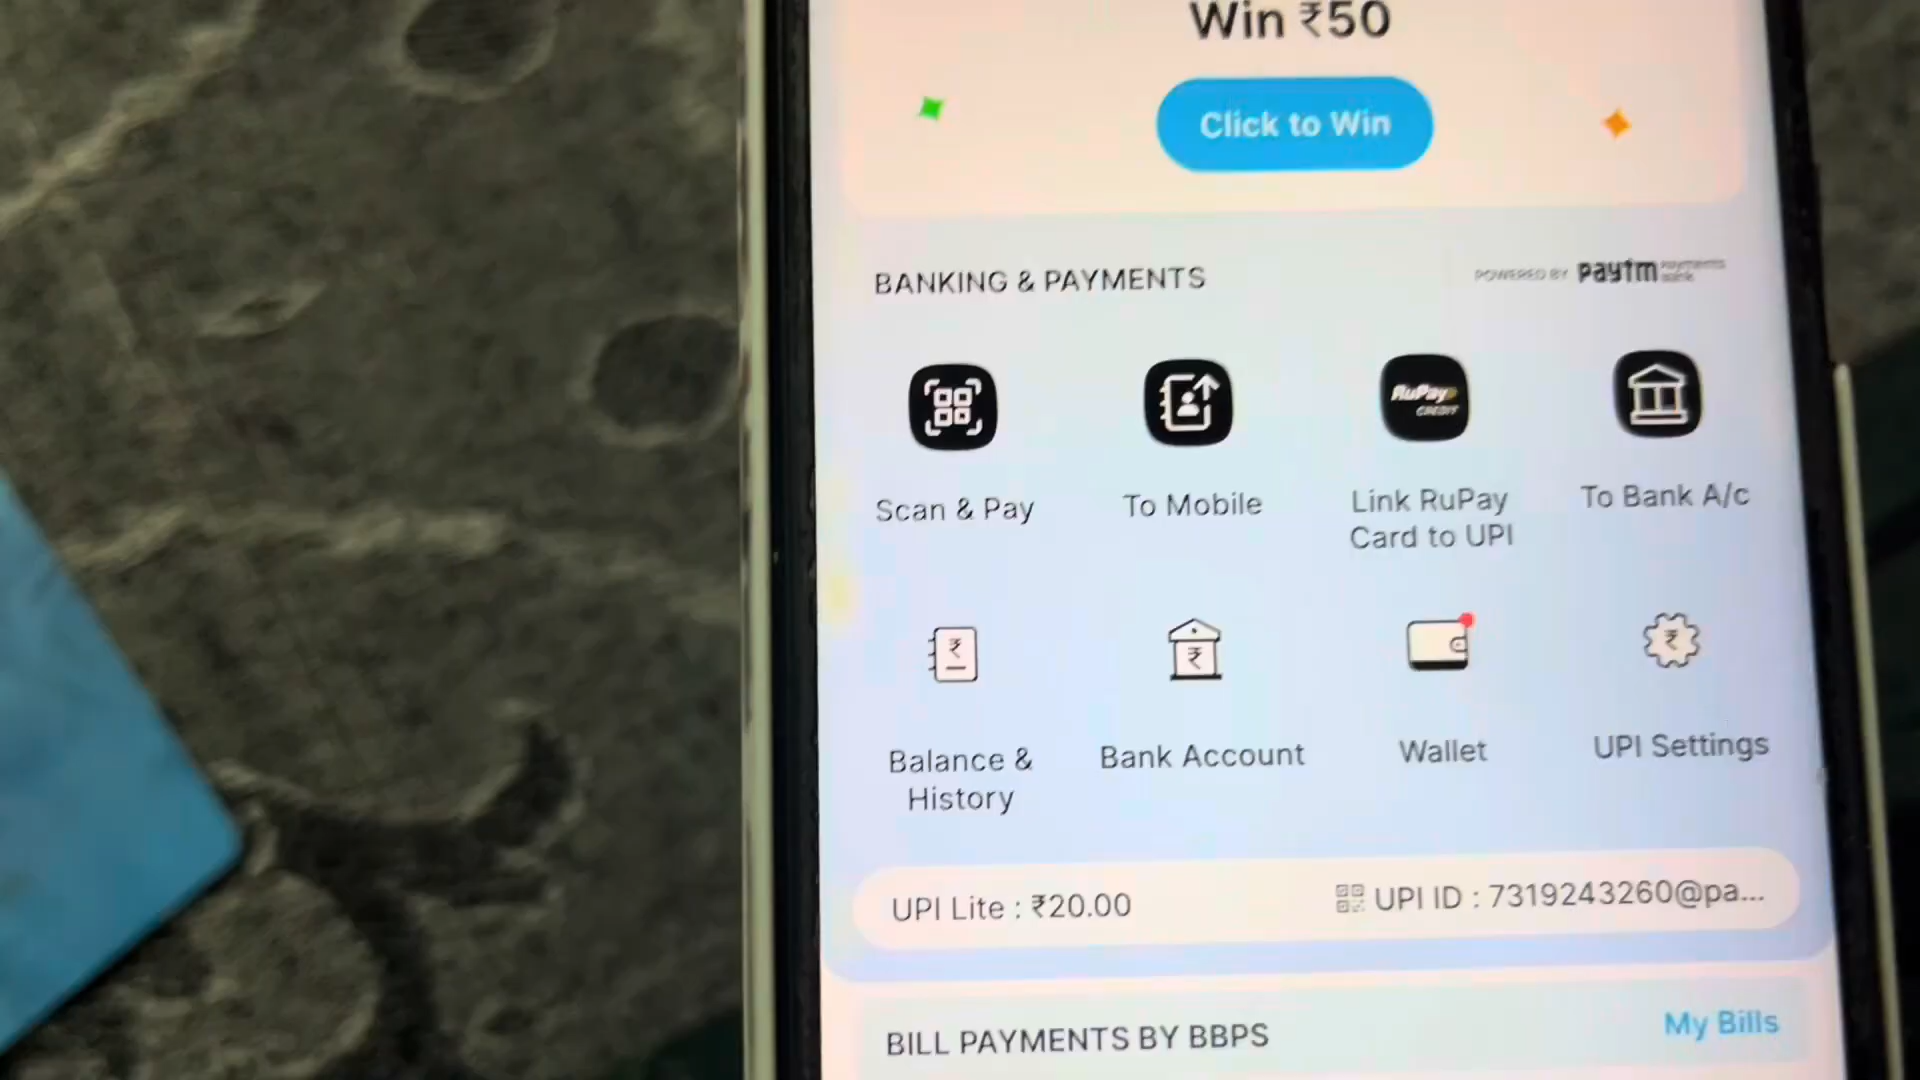 Win ₹50
Click to Win
BANKING & PAYMENTS
POWERED BY paytm PAYMENTS BANK
Scan & Pay
To Mobile
RuPay CREDIT
Link RuPay
Card to UPI
To Bank A/c
Balance &
History
Bank Account
Wallet
UPI Settings
UPI Lite : ₹20.00
UPI ID : 7319243260@pa...
BILL PAYMENTS BY BBPS
My Bills